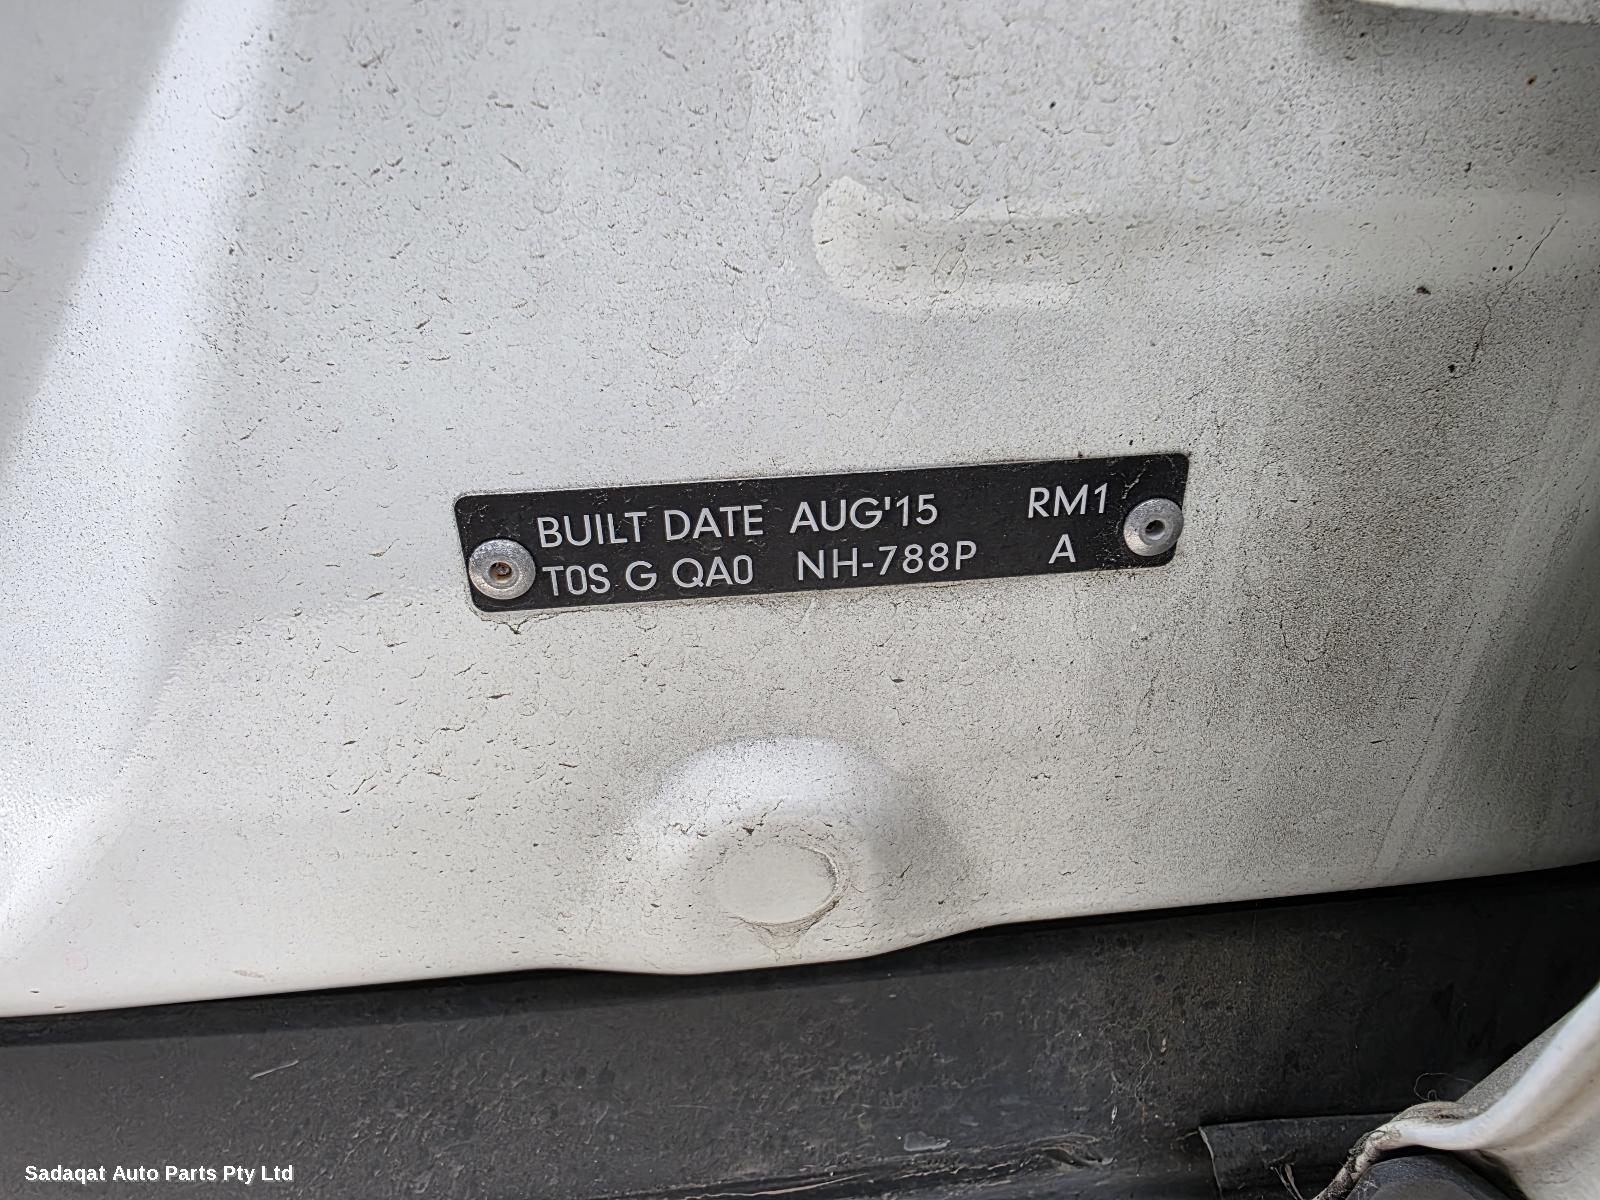 BUILT DATE AUG'15 RM1
T0S G QA0 NH-788P A
Sadaqat Auto Parts Pty Ltd